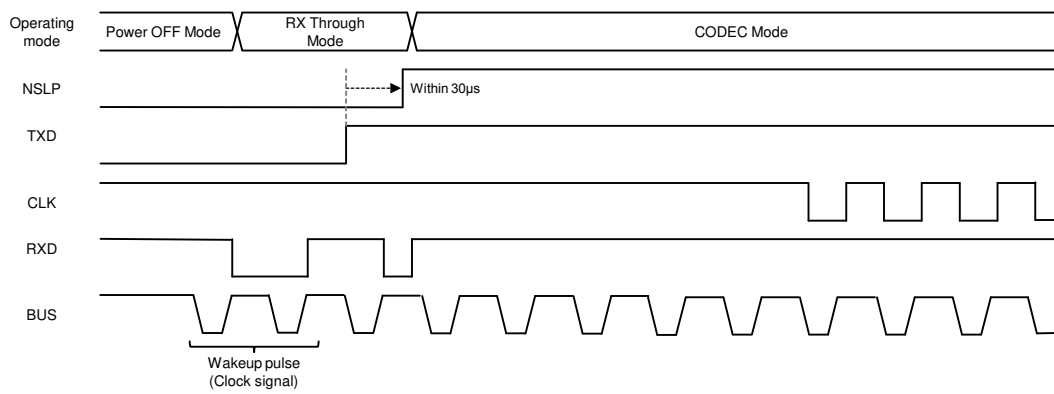 Operating
mode
Power OFF Mode
RX Through
Mode
CODEC Mode
NSLP
Within 30μs
TXD
CLK
RXD
BUS
Wakeup pulse
(Clock signal)